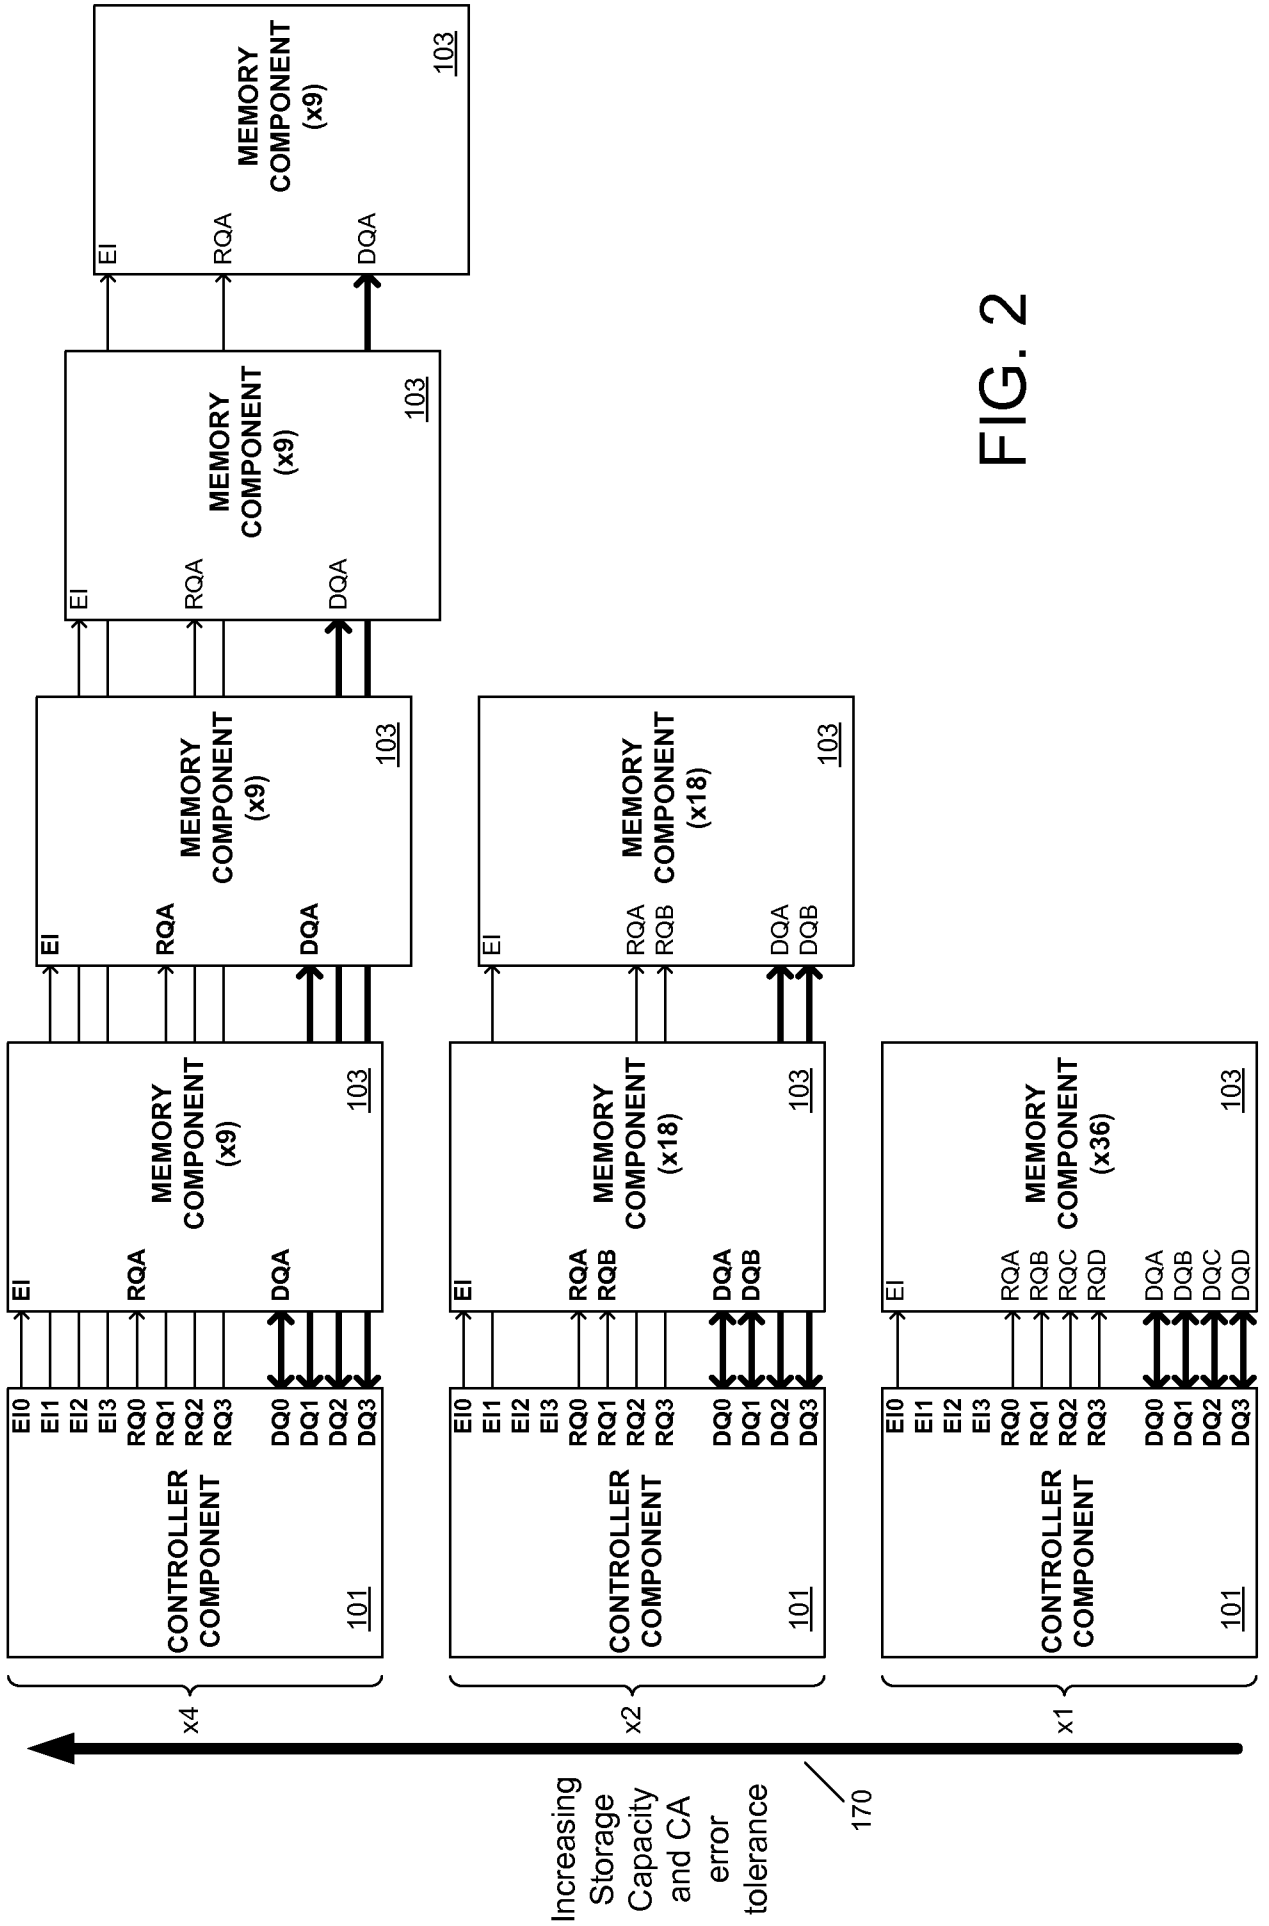 Increasing
Storage
Capacity
and CA
error
tolerance
170
x4
CONTROLLER
COMPONENT
101
EI0
EI1
EI2
EI3
RQ0
RQ1
RQ2
RQ3
DQ0
DQ1
DQ2
DQ3
EI
RQA
DQA
MEMORY
COMPONENT
(x9)
103
EI
RQA
DQA
MEMORY
COMPONENT
(x9)
103
EI
RQA
DQA
MEMORY
COMPONENT
(x9)
103
EI
RQA
DQA
MEMORY
COMPONENT
(x9)
103
x2
CONTROLLER
COMPONENT
101
EI0
EI1
EI2
EI3
RQ0
RQ1
RQ2
RQ3
DQ0
DQ1
DQ2
DQ3
EI
RQA
RQB
DQA
DQB
MEMORY
COMPONENT
(x18)
103
EI
RQA
RQB
DQA
DQB
MEMORY
COMPONENT
(x18)
103
x1
CONTROLLER
COMPONENT
101
EI0
EI1
EI2
EI3
RQ0
RQ1
RQ2
RQ3
DQ0
DQ1
DQ2
DQ3
EI
RQA
RQB
RQC
RQD
DQA
DQB
DQC
DQD
MEMORY
COMPONENT
(x36)
103
FIG. 2